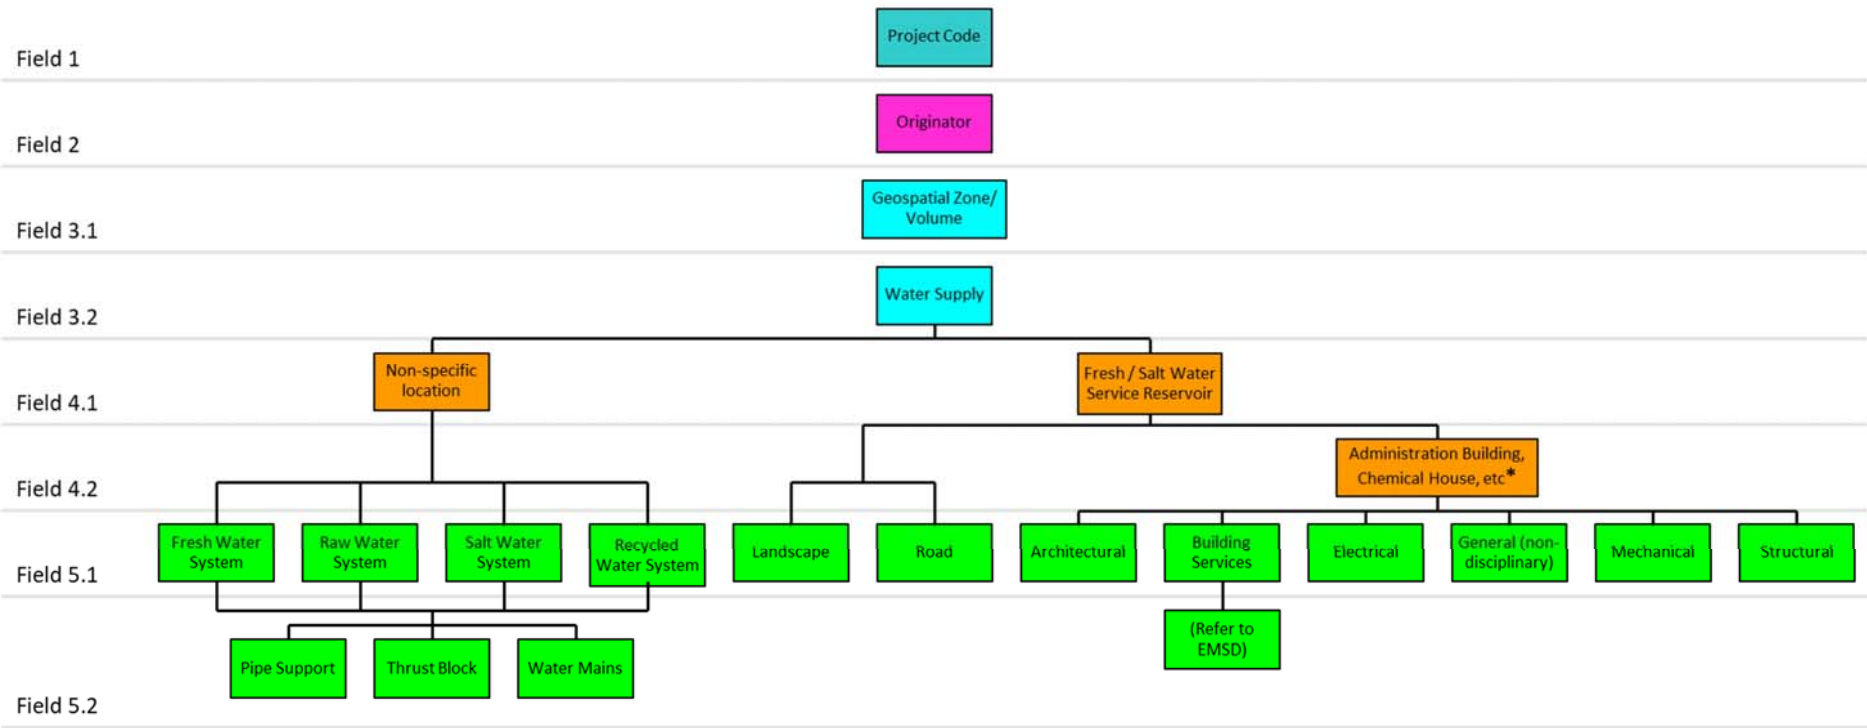 Project Code
Field 1
Originator
Field 2
Geospatial Zone/
Volume
Field 3.1
Water Supply
Field 3.2
Non-specific
location
Fresh / Salt Water
Service Reservoir
Field 4.1
Administration Building,
Chemical House, etc*
Field 4.2
Fresh Water
System
Raw Water
System
Salt Water
System
Recycled
Water System
Landscape
Road
Architectural
Building
Services
Electrical
General (non-
disciplinary)
Mechanical
Structural
Field 5.1
(Refer to
EMSD)
Pipe Support
Thrust Block
Water Mains
Field 5.2